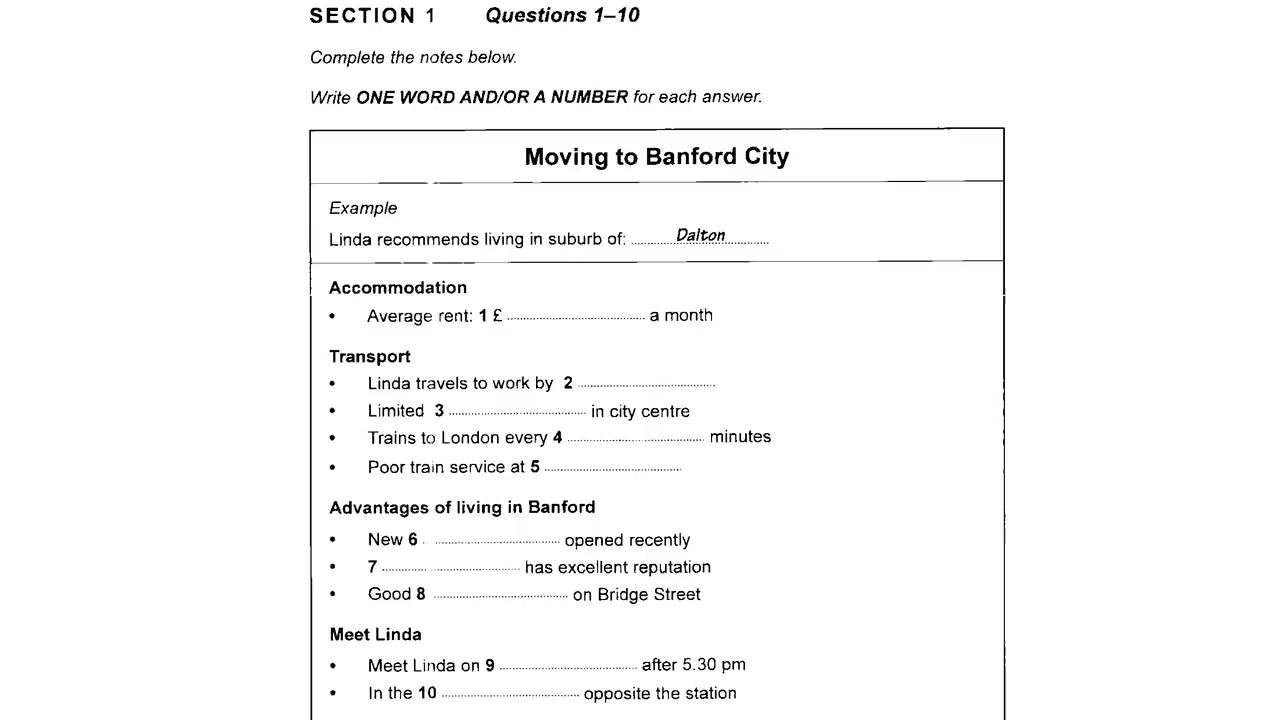 SECTION 1 Questions 1–10
Complete the notes below.
Write ONE WORD AND/OR A NUMBER for each answer.
Moving to Banford City
Example
Linda recommends living in suburb of: ........Dalton........
Accommodation
• Average rent: 1 £ ........ a month
Transport
• Linda travels to work by 2 ........
• Limited 3 ........ in city centre
• Trains to London every 4 ........ minutes
• Poor train service at 5 ........
Advantages of living in Banford
• New 6 ........ opened recently
• 7 ........ has excellent reputation
• Good 8 ........ on Bridge Street
Meet Linda
• Meet Linda on 9 ........ after 5.30 pm
• In the 10 ........ opposite the station